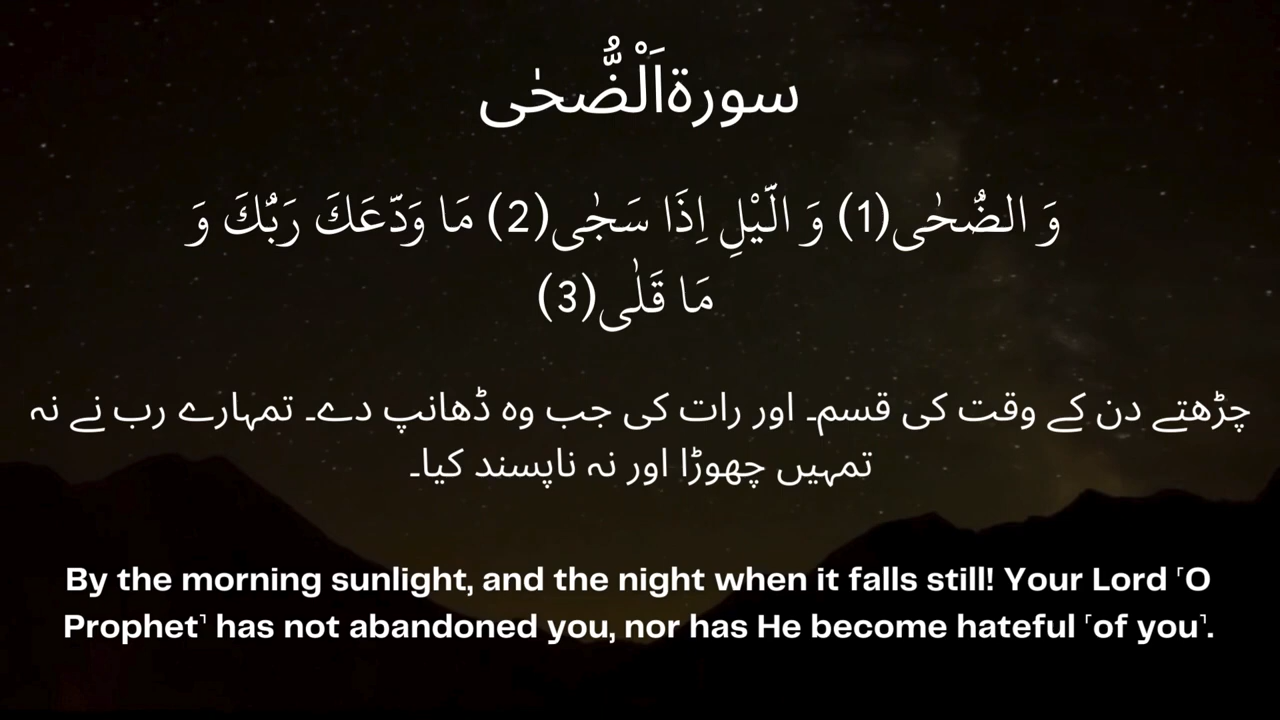 سورةاَلْضُّحٰى
وَ الضُّحٰى(1) وَ الَّیْلِ اِذَا سَجٰى(2) مَا وَدَّعَكَ رَبُّكَ وَ
مَا قَلٰى(3)
چڑھتے دن کے وقت کی قسم۔ اور رات کی جب وہ ڈھانپ دے۔ تمہارے رب نے نہ
تمہیں چھوڑا اور نہ ناپسند کیا۔
By the morning sunlight, and the night when it falls still! Your Lord ˹O
Prophet˺ has not abandoned you, nor has He become hateful ˹of you˺.